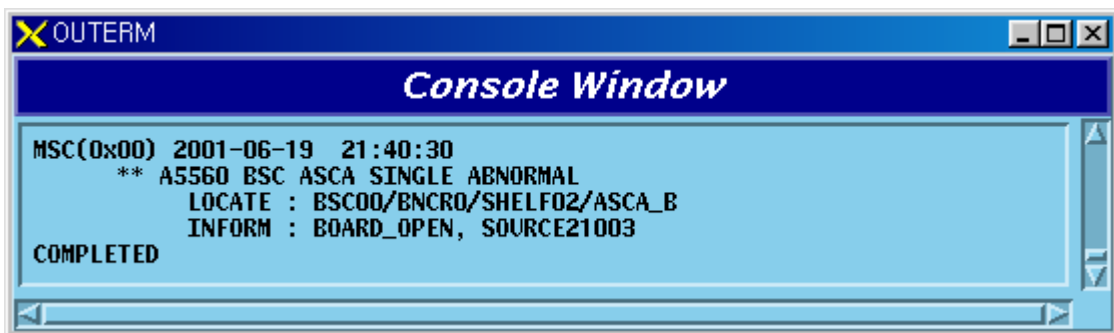 OUTERM
Console Window
MSC(0x00) 2001-06-19 21:40:30
** A5560 BSC ASCA SINGLE ABNORMAL
LOCATE : BSC00/BNCR0/SHELF02/ASCA_B
INFORM : BOARD_OPEN, SOURCE21003
COMPLETED